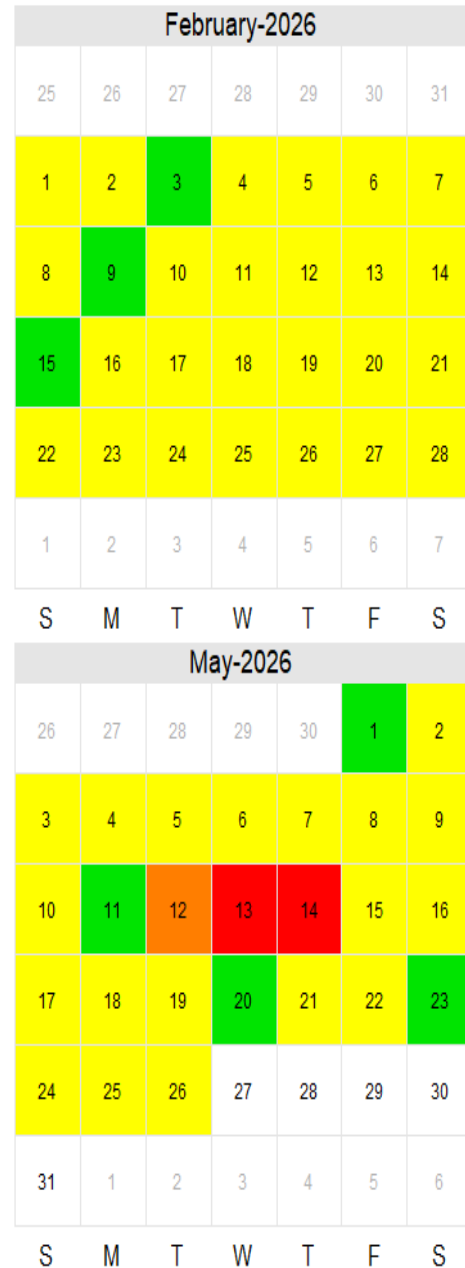 February-2026
25 26 27 28 29 30 31
1 2 3 4 5 6 7
8 9 10 11 12 13 14
15 16 17 18 19 20 21
22 23 24 25 26 27 28
1 2 3 4 5 6 7
S M T W T F S
May-2026
26 27 28 29 30 1 2
3 4 5 6 7 8 9
10 11 12 13 14 15 16
17 18 19 20 21 22 23
24 25 26 27 28 29 30
31 1 2 3 4 5 6
S M T W T F S